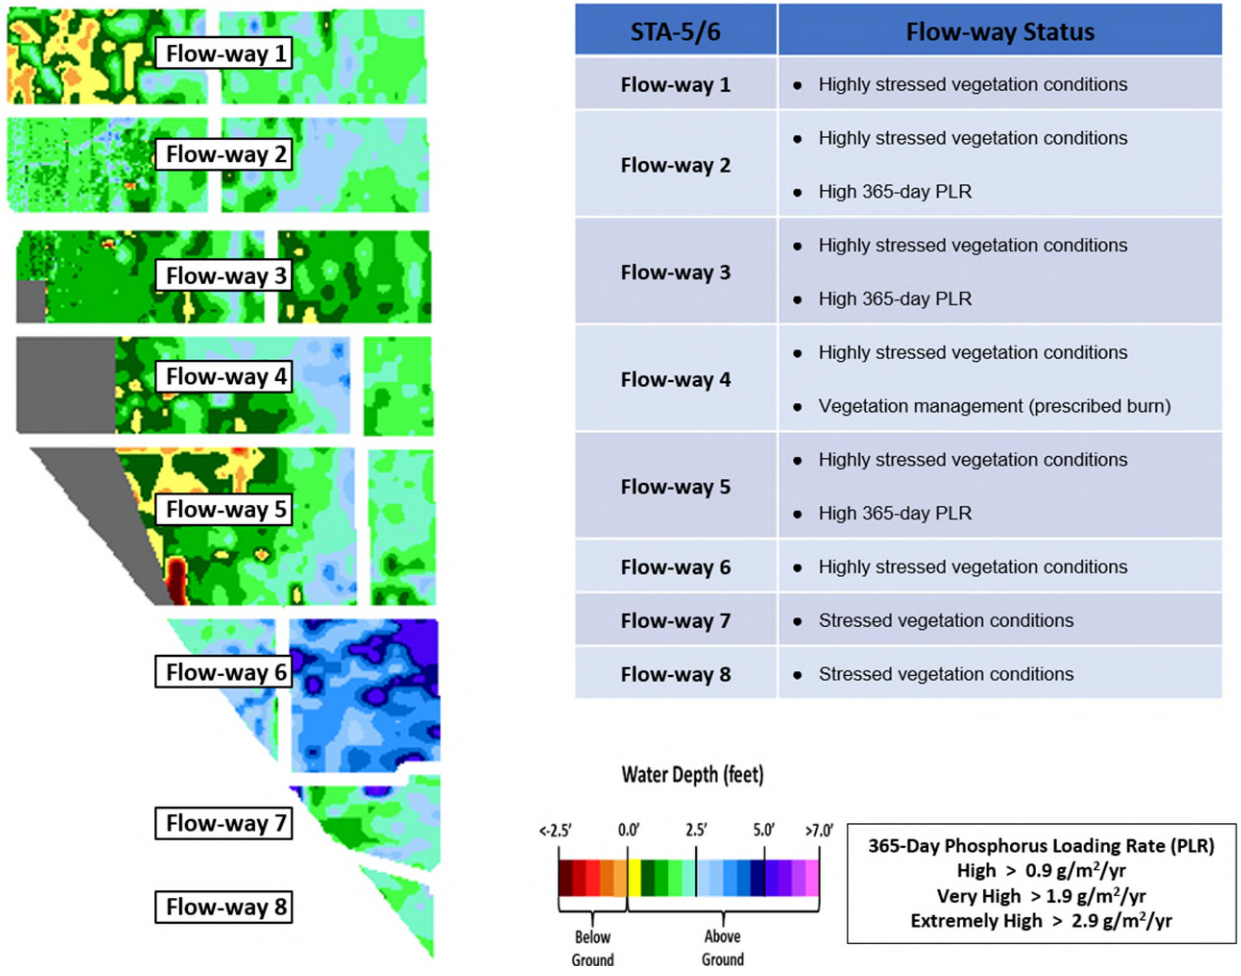 Flow-way 1
Flow-way 2
Flow-way 3
Flow-way 4
Flow-way 5
Flow-way 6
Flow-way 7
Flow-way 8
STA-5/6 Flow-way Status
Flow-way 1 • Highly stressed vegetation conditions
Flow-way 2 • Highly stressed vegetation conditions
• High 365-day PLR
Flow-way 3 • Highly stressed vegetation conditions
• High 365-day PLR
Flow-way 4 • Highly stressed vegetation conditions
• Vegetation management (prescribed burn)
Flow-way 5 • Highly stressed vegetation conditions
• High 365-day PLR
Flow-way 6 • Highly stressed vegetation conditions
Flow-way 7 • Stressed vegetation conditions
Flow-way 8 • Stressed vegetation conditions
Water Depth (feet)
<-2.5' 0.0' 2.5' 5.0' >7.0'
Below Above
Ground Ground
365-Day Phosphorus Loading Rate (PLR)
High > 0.9 g/m²/yr
Very High > 1.9 g/m²/yr
Extremely High > 2.9 g/m²/yr